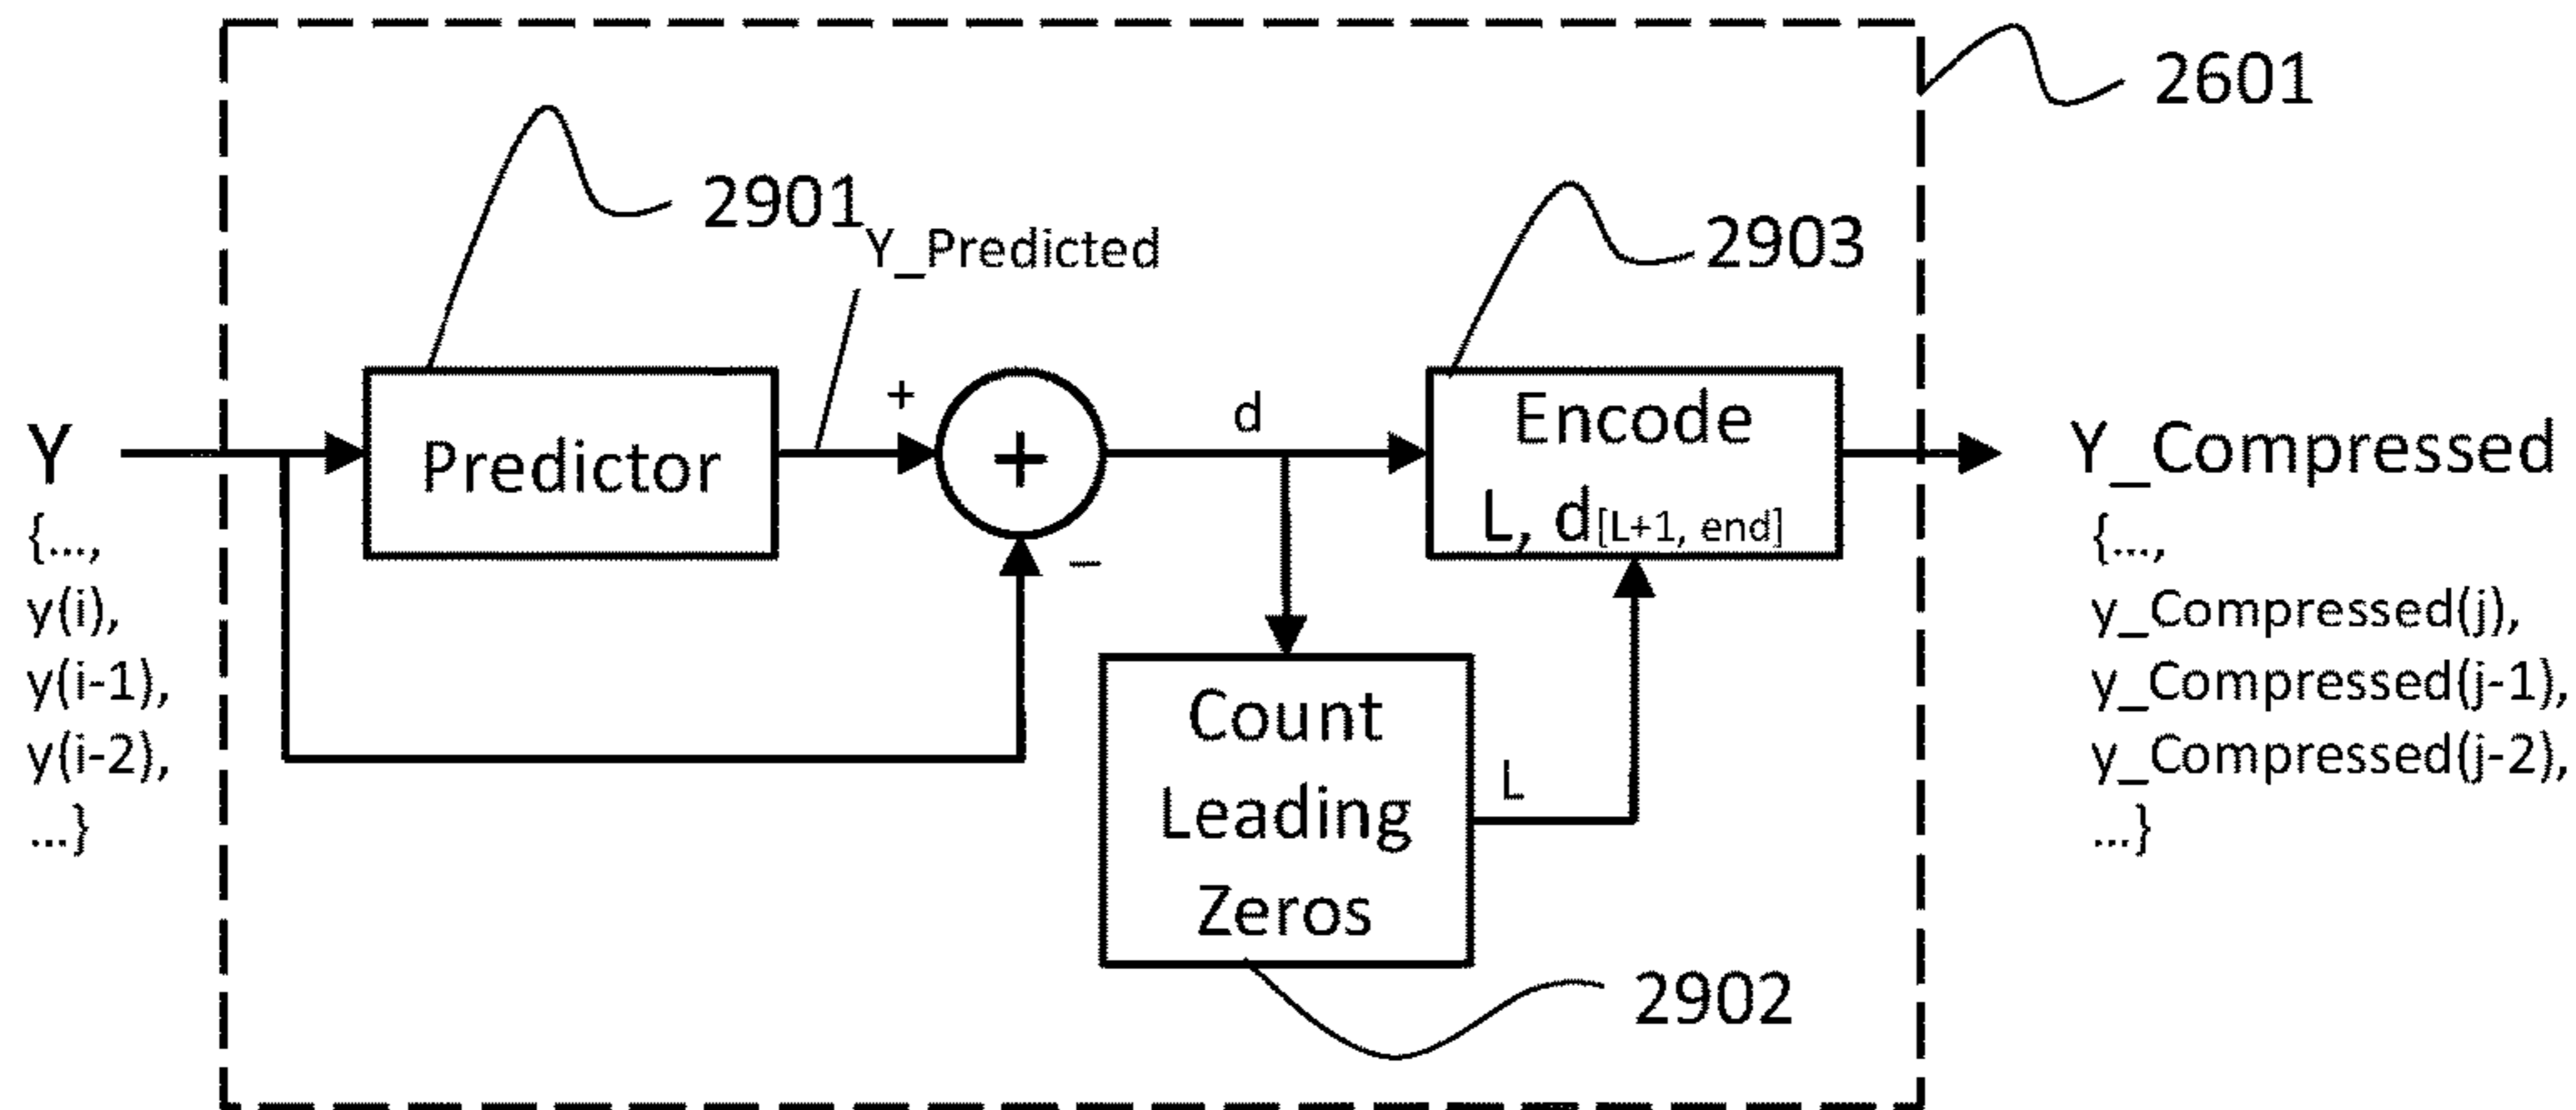 2601
2901
Y_Predicted
2903
Y
{...,
y(i),
y(i-1),
y(i-2),
...}
Predictor
+
+
−
d
Encode
L, d[L+1, end]
Count
Leading
Zeros
L
2902
Y_Compressed
{...,
y_Compressed(j),
y_Compressed(j-1),
y_Compressed(j-2),
...}